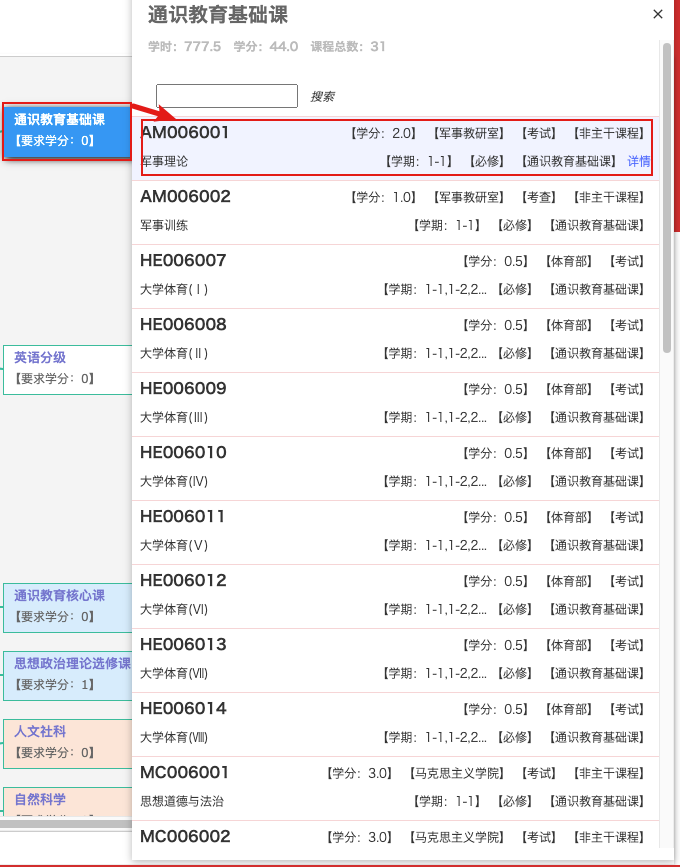 通识教育基础课
×
学时：777.5 学分：44.0 课程总数：31
搜索
通识教育基础课
【要求学分：0】
英语分级
【要求学分：0】
通识教育核心课
【要求学分：0】
思想政治理论选修课
【要求学分：1】
人文社科
【要求学分：0】
自然科学
AM006001 【学分：2.0】 【军事教研室】 【考试】 【非主干课程】
军事理论 【学期：1-1】 【必修】 【通识教育基础课】 详情
AM006002 【学分：1.0】 【军事教研室】 【考查】 【非主干课程】
军事训练 【学期：1-1】 【必修】 【通识教育基础课】
HE006007 【学分：0.5】 【体育部】 【考试】
大学体育(Ⅰ) 【学期：1-1,1-2,2... 【必修】 【通识教育基础课】
HE006008 【学分：0.5】 【体育部】 【考试】
大学体育(Ⅱ) 【学期：1-1,1-2,2... 【必修】 【通识教育基础课】
HE006009 【学分：0.5】 【体育部】 【考试】
大学体育(Ⅲ) 【学期：1-1,1-2,2... 【必修】 【通识教育基础课】
HE006010 【学分：0.5】 【体育部】 【考试】
大学体育(Ⅳ) 【学期：1-1,1-2,2... 【必修】 【通识教育基础课】
HE006011 【学分：0.5】 【体育部】 【考试】
大学体育(Ⅴ) 【学期：1-1,1-2,2... 【必修】 【通识教育基础课】
HE006012 【学分：0.5】 【体育部】 【考试】
大学体育(Ⅵ) 【学期：1-1,1-2,2... 【必修】 【通识教育基础课】
HE006013 【学分：0.5】 【体育部】 【考试】
大学体育(Ⅶ) 【学期：1-1,1-2,2... 【必修】 【通识教育基础课】
HE006014 【学分：0.5】 【体育部】 【考试】
大学体育(Ⅷ) 【学期：1-1,1-2,2... 【必修】 【通识教育基础课】
MC006001 【学分：3.0】 【马克思主义学院】 【考试】 【非主干课程】
思想道德与法治 【学期：1-1】 【必修】 【通识教育基础课】
MC006002 【学分：3.0】 【马克思主义学院】 【考试】 【非主干课程】